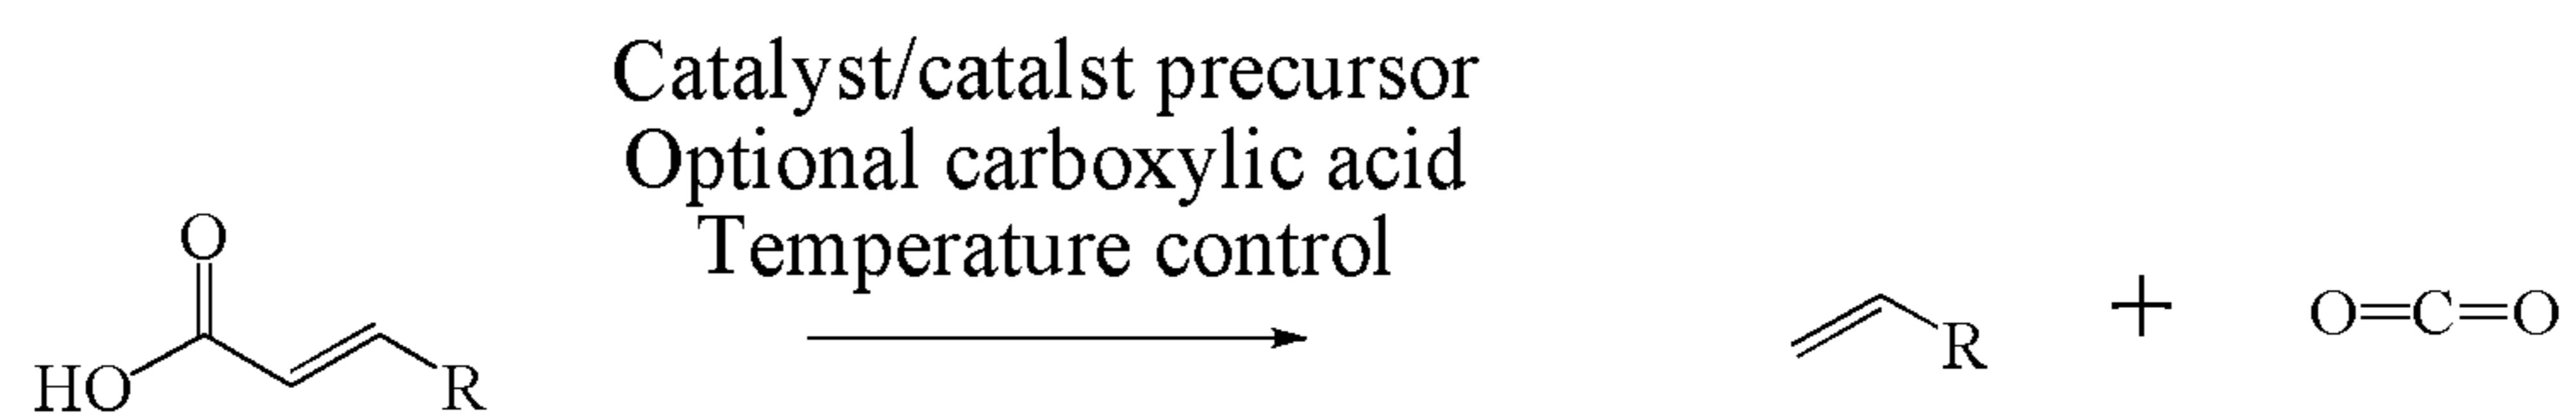 Catalyst/catalst precursor
Optional carboxylic acid
Temperature control
O
HO
R
R
+
O=C=O